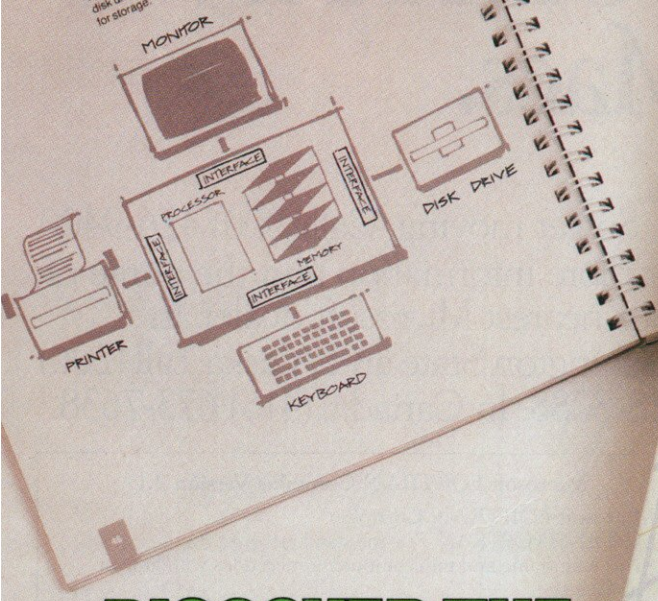 for storage.
MONITOR
INTERFACE
PROCESSOR
INTERFACE
DISK DRIVE
INTERFACE
MEMORY
INTERFACE
PRINTER
KEYBOARD